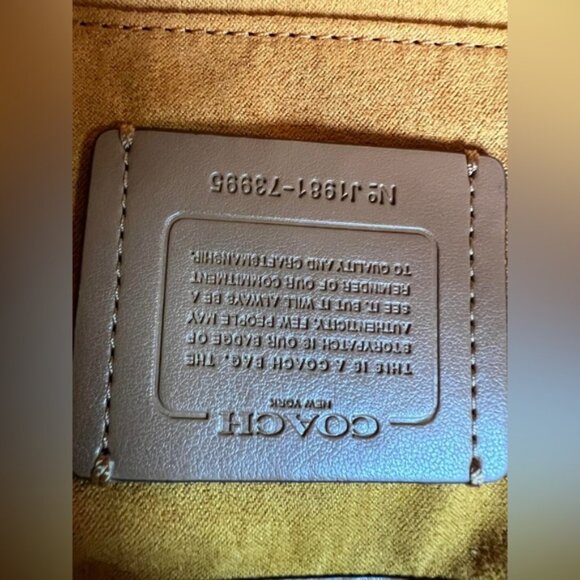 COACH
NEW YORK
THIS IS A COACH BAG. THE
STORYPATCH IS OUR BADGE OF
AUTHENTICITY. FEW PEOPLE MAY
SEE IT. BUT IT WILL ALWAYS BE A
REMINDER OF OUR COMMITMENT
TO QUALITY AND CRAFTSMANSHIP.
Nº J1981-73995